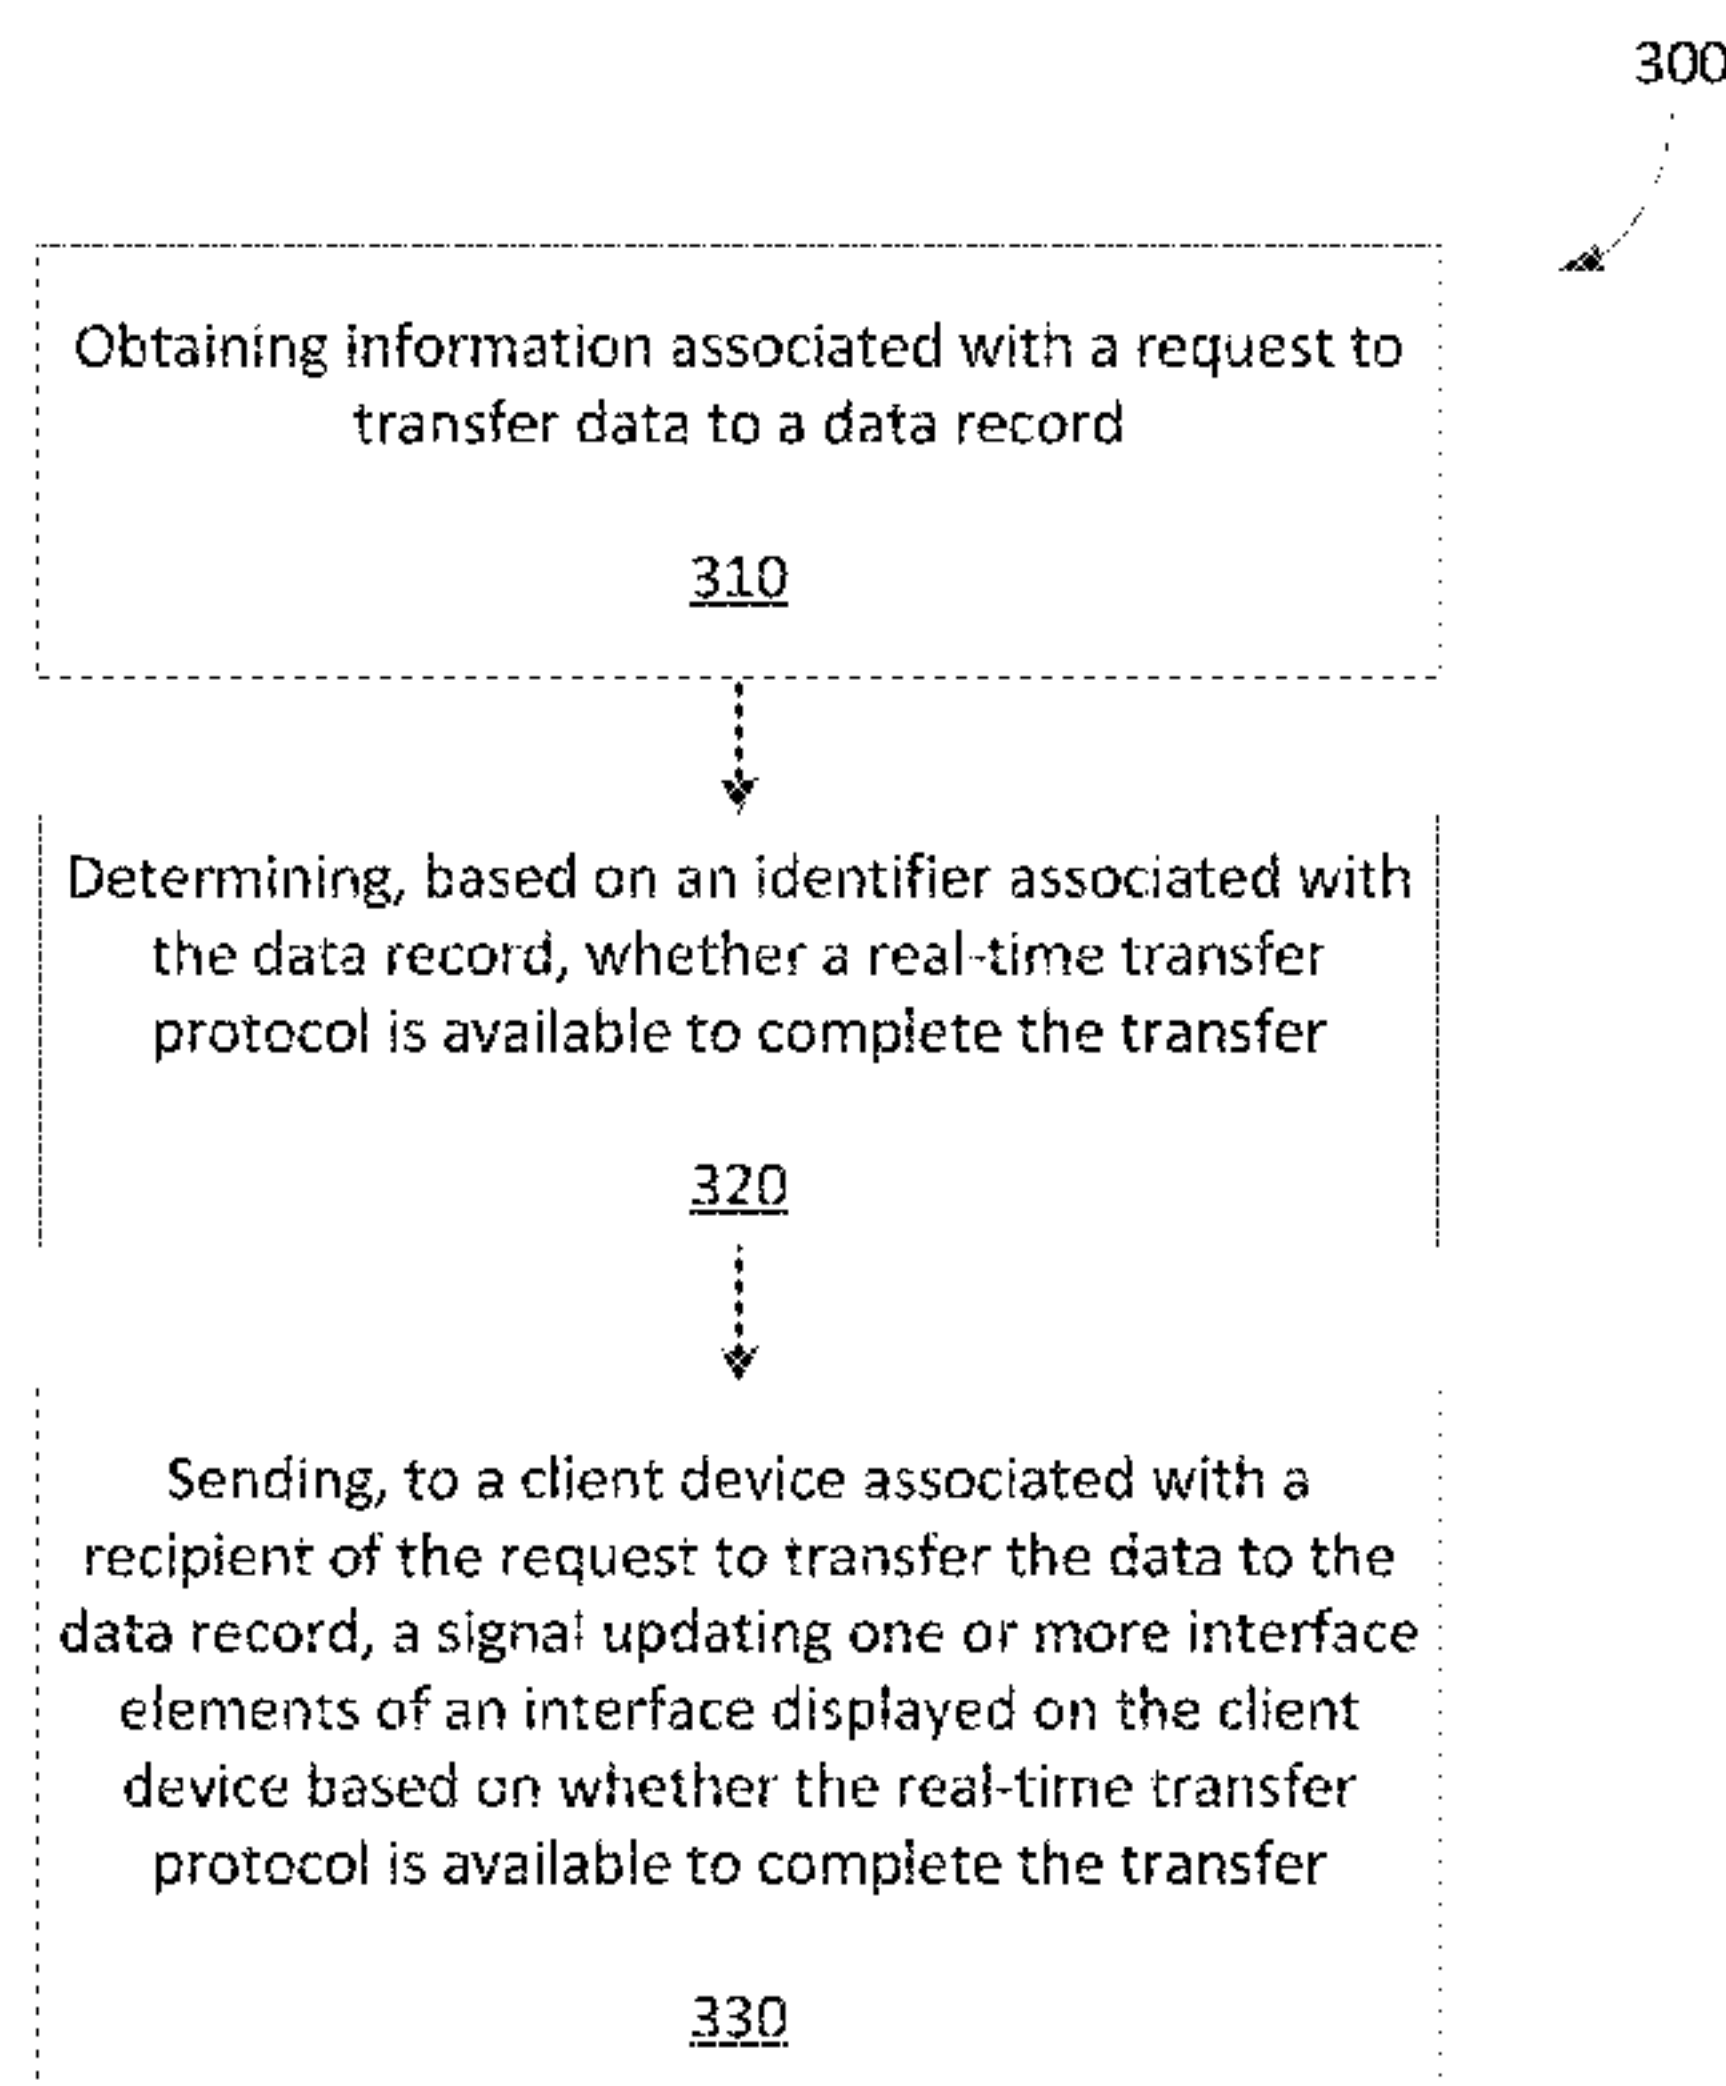 300
Obtaining information associated with a request to
transfer data to a data record
310
Determining, based on an identifier associated with
the data record, whether a real-time transfer
protocol is available to complete the transfer
320
Sending, to a client device associated with a
recipient of the request to transfer the data to the
data record, a signal updating one or more interface
elements of an interface displayed on the client
device based on whether the real-time transfer
protocol is available to complete the transfer
330